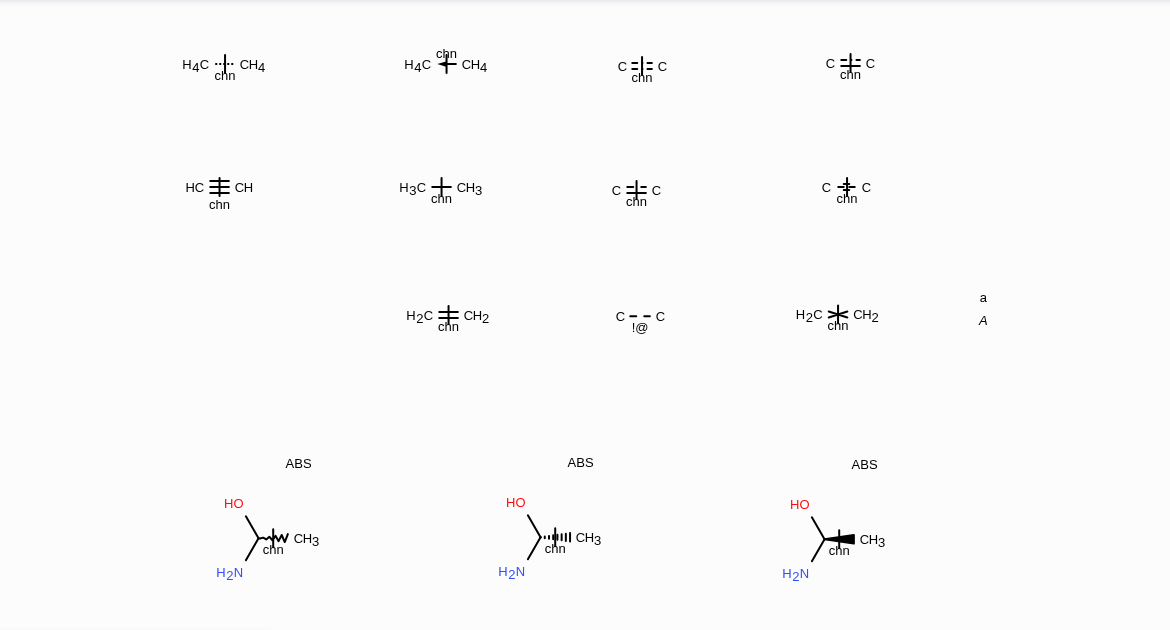 H4C CH4
chn
chn
H4C CH4
C C
chn
C C
chn
HC CH
chn
H3C CH3
chn
C C
chn
C C
chn
H2C CH2
chn
C C
!@
H2C CH2
chn
a
A
ABS
HO
CH3
chn
H2N
ABS
HO
CH3
chn
H2N
ABS
HO
CH3
chn
H2N